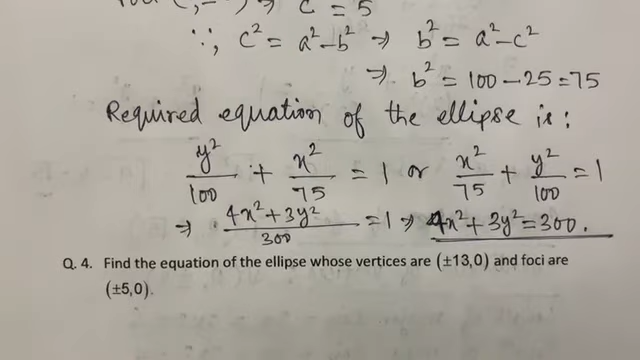 ⇒ c = 5
∵, c² = a² - b² ⇒ b² = a² - c²
⇒ b² = 100 - 25 = 75
Required equation of the ellipse is:
y²/100 + x²/75 = 1 or x²/75 + y²/100 = 1
⇒ 4x² + 3y²/300 = 1 ⇒ 4x² + 3y² = 300.
Q. 4. Find the equation of the ellipse whose vertices are (±13,0) and foci are
(±5,0).